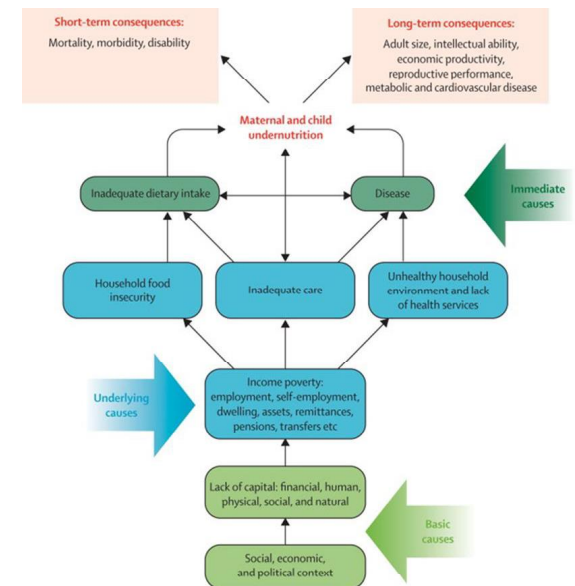 Short-term consequences:
Mortality, morbidity, disability
Long-term consequences:
Adult size, intellectual ability,
economic productivity,
reproductive performance,
metabolic and cardiovascular disease
Maternal and child
undernutrition
Inadequate dietary intake
Disease
Immediate
causes
Household food
insecurity
Inadequate care
Unhealthy household
environment and lack
of health services
Underlying
causes
Income poverty:
employment, self-employment,
dwelling, assets, remittances,
pensions, transfers etc
Lack of capital: financial, human,
physical, social, and natural
Basic
causes
Social, economic,
and political context